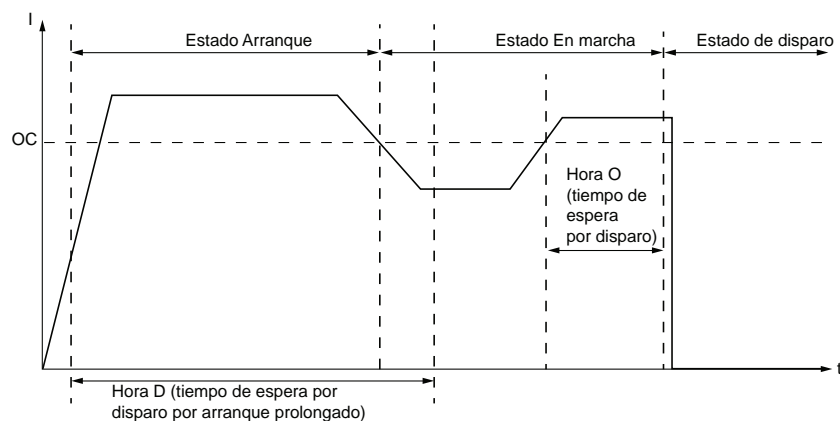 I
Estado Arranque
Estado En marcha
Estado de disparo
OC
Hora O
(tiempo de
espera
por disparo)
t
Hora D (tiempo de espera por
disparo por arranque prolongado)